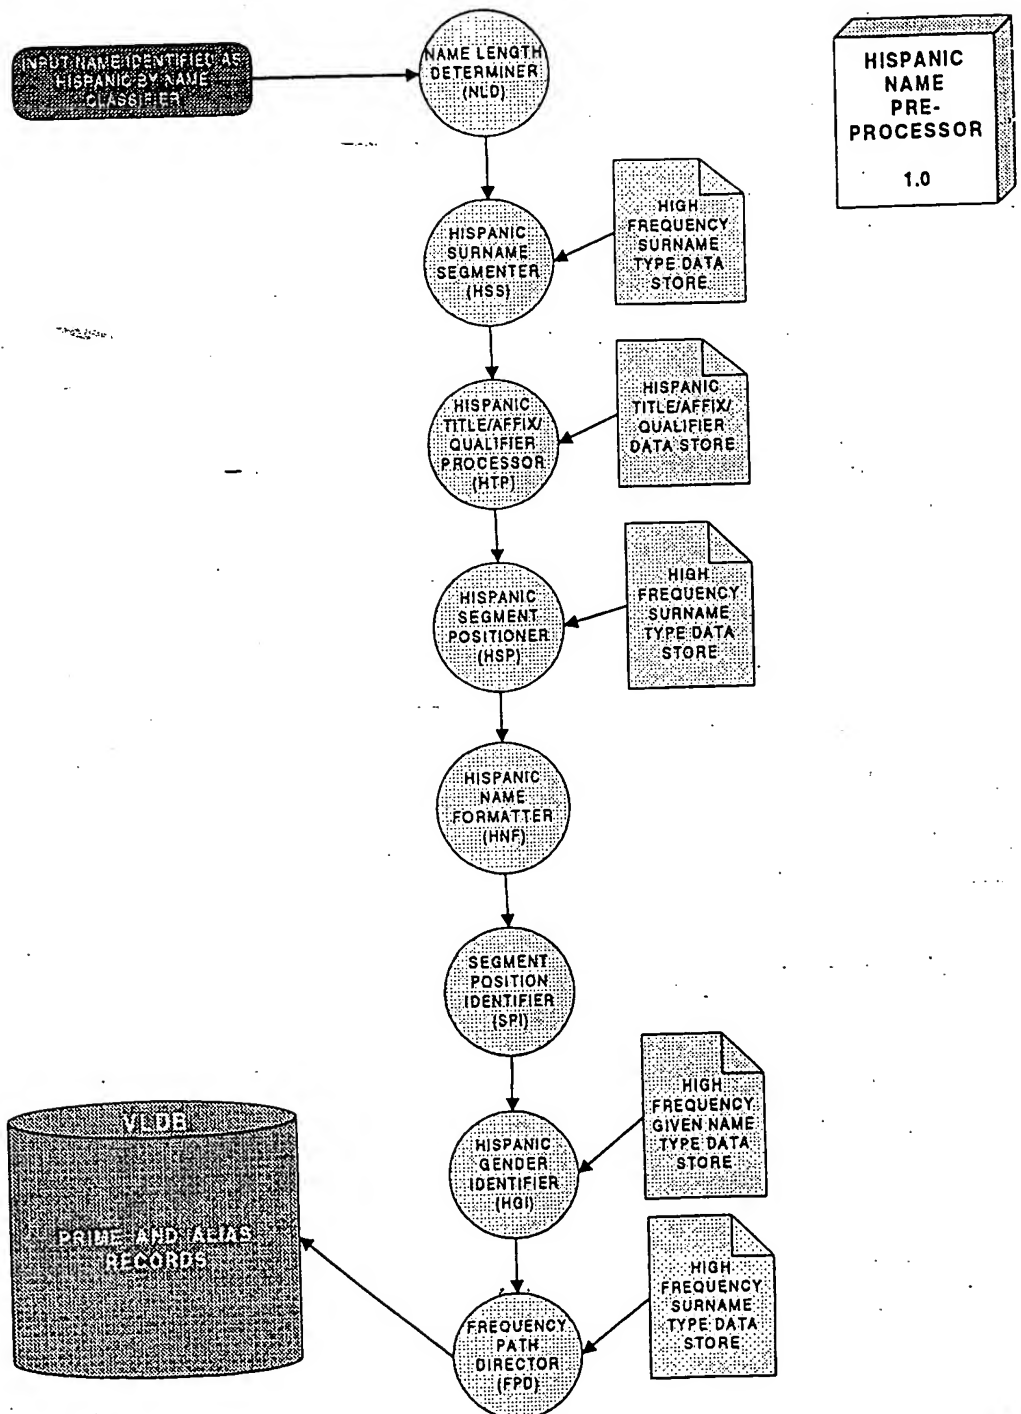 INPUT NAME IDENTIFIED AS
HISPANIC BY NAME
CLASSIFIER
NAME LENGTH
DETERMINER
(NLD)
HISPANIC
NAME
PRE-
PROCESSOR
1.0
HISPANIC
SURNAME
SEGMENTER
(HSS)
HIGH
FREQUENCY
SURNAME
TYPE DATA
STORE
HISPANIC
TITLE/AFFIX/
QUALIFIER
PROCESSOR
(HTP)
HISPANIC
TITLE/AFFIX/
QUALIFIER
DATA STORE
HISPANIC
SEGMENT
POSITIONER
(HSP)
HIGH
FREQUENCY
SURNAME
TYPE DATA
STORE
HISPANIC
NAME
FORMATTER
(HNF)
SEGMENT
POSITION
IDENTIFIER
(SPI)
HISPANIC
GENDER
IDENTIFIER
(HGI)
HIGH
FREQUENCY
GIVEN NAME
TYPE DATA
STORE
VLDB
PRIME AND ALIAS
RECORDS
FREQUENCY
PATH
DIRECTOR
(FPD)
HIGH
FREQUENCY
SURNAME
TYPE DATA
STORE